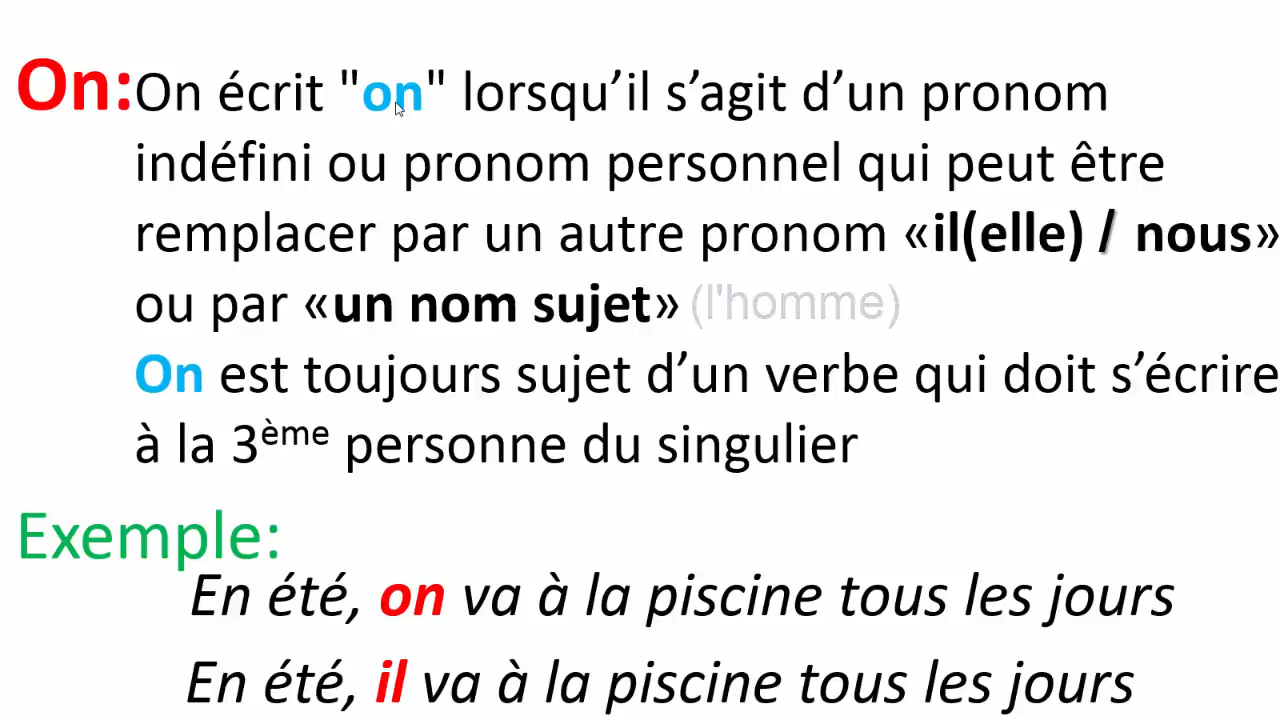 On:On écrit "on" lorsqu’il s’agit d’un pronom
indéfini ou pronom personnel qui peut être
remplacer par un autre pronom «il(elle) / nous»
ou par «un nom sujet» (l'homme)
On est toujours sujet d’un verbe qui doit s’écrire
à la 3ème personne du singulier
Exemple:
En été, on va à la piscine tous les jours
En été, il va à la piscine tous les jours